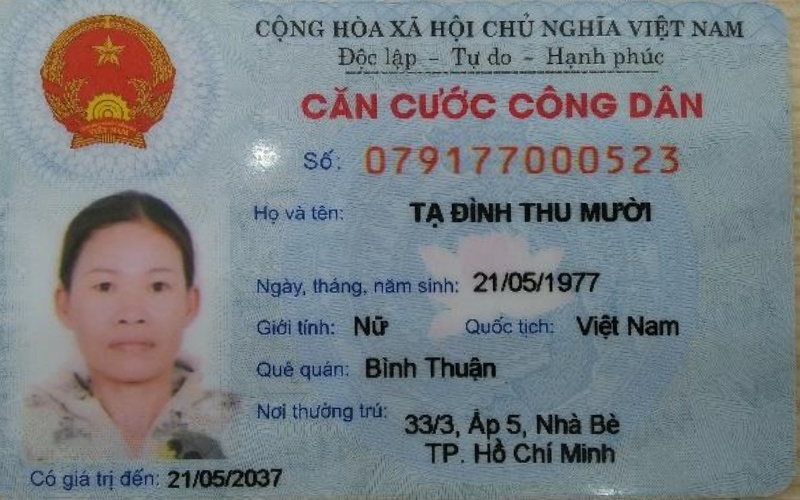 CỘNG HÒA XÃ HỘI CHỦ NGHĨA VIỆT NAM
Độc lập - Tự do - Hạnh phúc
CĂN CƯỚC CÔNG DÂN
Số: 079177000523
Họ và tên: TẠ ĐÌNH THU MƯỜI
Ngày, tháng, năm sinh: 21/05/1977
Giới tính: Nữ Quốc tịch: Việt Nam
Quê quán: Bình Thuận
Nơi thường trú: 33/3, Ấp 5, Nhà Bè
TP. Hồ Chí Minh
Có giá trị đến: 21/05/2037